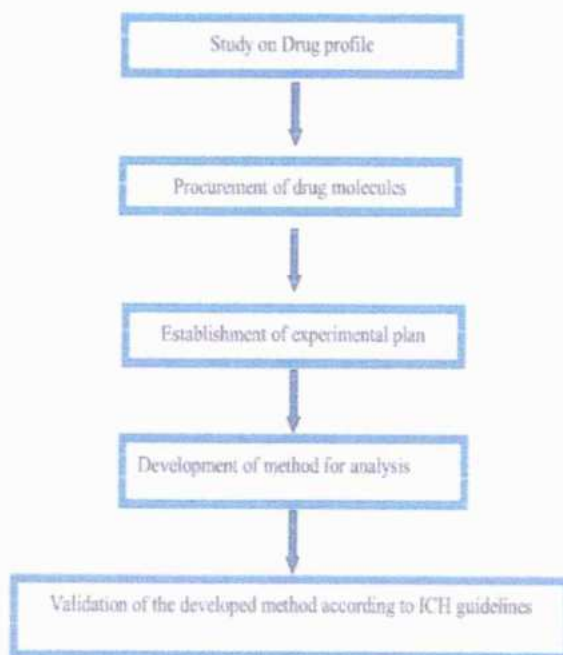 Study on Drug profile
Procurement of drug molecules
Establishment of experimental plan
Development of method for analysis
Validation of the developed method according to ICH guidelines